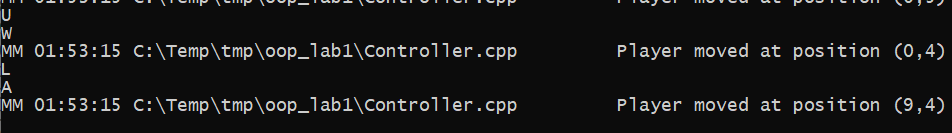 MM 01:53:15 C:\Temp\tmp\oop_lab1\Controller.cpp Player moved at position (0,5)
U
W
MM 01:53:15 C:\Temp\tmp\oop_lab1\Controller.cpp Player moved at position (0,4)
L
A
MM 01:53:15 C:\Temp\tmp\oop_lab1\Controller.cpp Player moved at position (9,4)